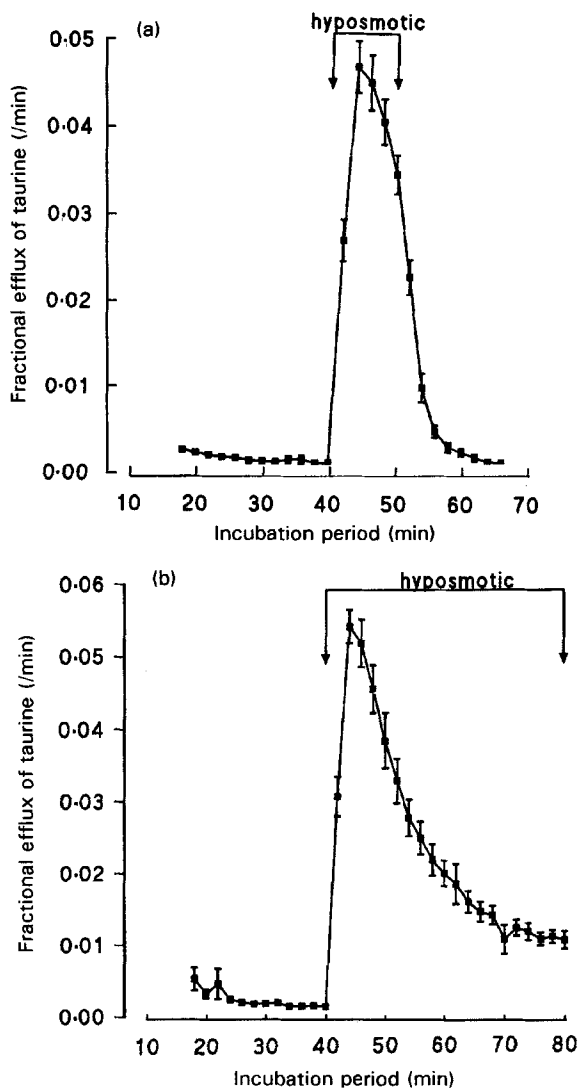 (a)
hyposmotic
0·05
0·04
0·03
0·02
0·01
0·00
Fractional efflux of taurine (/min)
10 20 30 40 50 60 70
Incubation period (min)
(b)
hyposmotic
0·06
0·05
0·04
0·03
0·02
0·01
0·00
Fractional efflux of taurine (/min)
10 20 30 40 50 60 70 80
Incubation period (min)